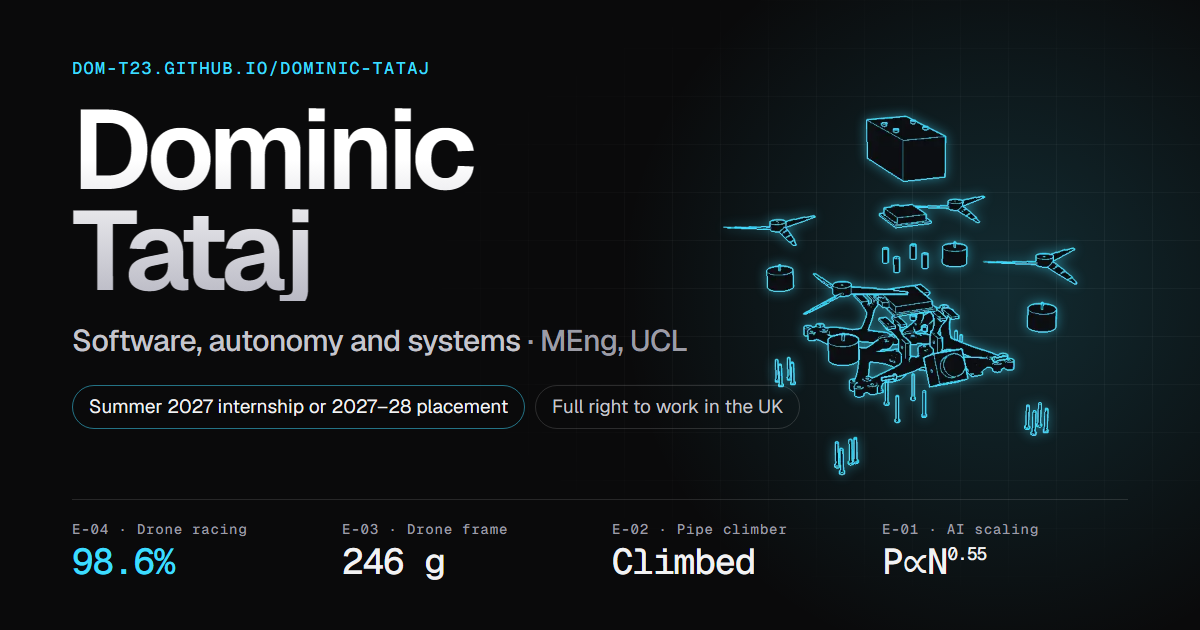 DOM-T23.GITHUB.IO/DOMINIC-TATAJ
Dominic
Tataj
Software, autonomy and systems · MEng, UCL
Summer 2027 internship or 2027–28 placement
Full right to work in the UK
E-04 · Drone racing
98.6%
E-03 · Drone frame
246 g
E-02 · Pipe climber
Climbed
E-01 · AI scaling
P∝N^0.55